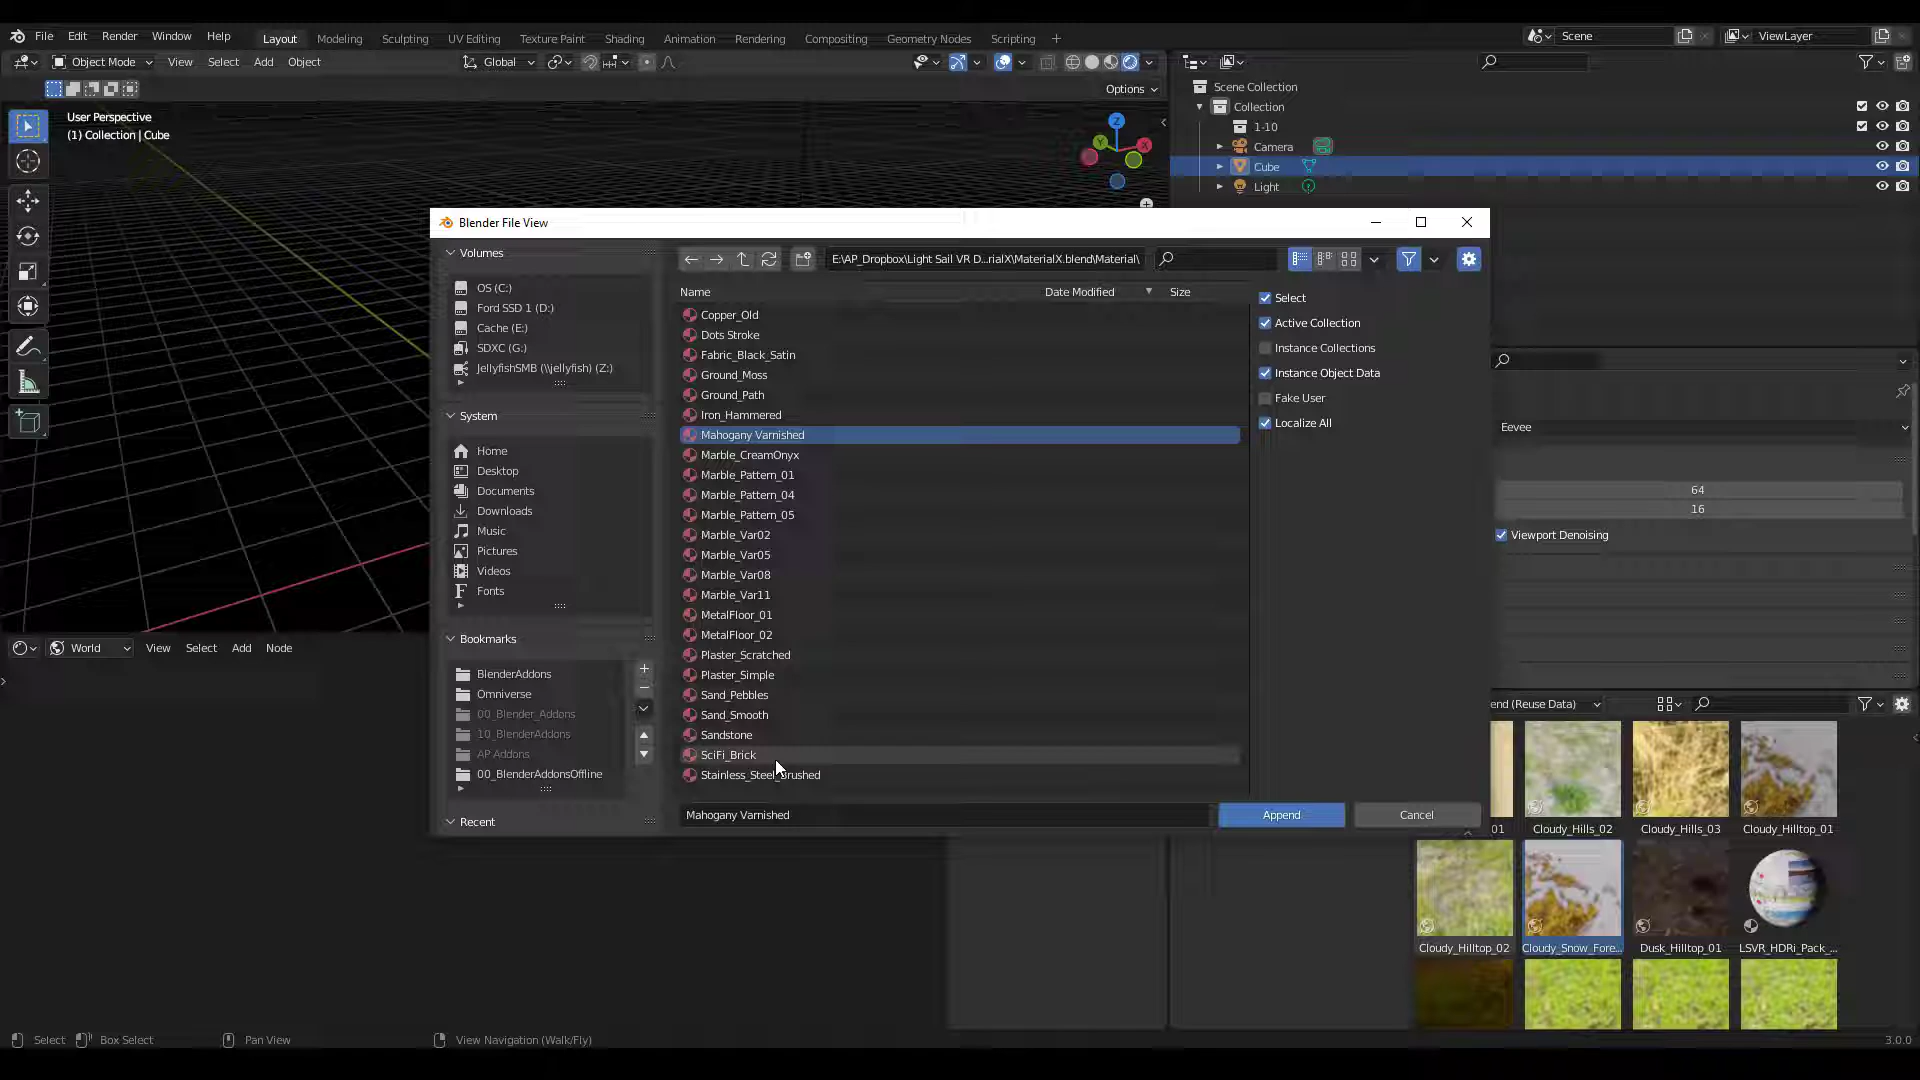 File Edit Render Window Help Layout Modeling Sculpting UV Editing Texture Paint Shading Animation Rendering Compositing Geometry Nodes Scripting + Scene ViewLayer
Object Mode View Select Add Object Global
Options
User Perspective
(1) Collection | Cube
Z
Y
X
Scene Collection
Collection
1-10
Camera
Cube
Light
Blender File View
Volumes
OS (C:)
Ford SSD 1 (D:)
Cache (E:)
SDXC (G:)
JellyfishSMB (\\jellyfish) (Z:)
System
Home
Desktop
Documents
Downloads
Music
Pictures
Videos
Fonts
Bookmarks
BlenderAddons
Omniverse
00_Blender_Addons
10_BlenderAddons
AP Addons
00_BlenderAddonsOffline
Recent
E:\AP_Dropbox\Light Sail VR D...rialX\MaterialX.blend\Material\
Name Date Modified Size
Copper_Old
Dots Stroke
Fabric_Black_Satin
Ground_Moss
Ground_Path
Iron_Hammered
Mahogany Varnished
Marble_CreamOnyx
Marble_Pattern_01
Marble_Pattern_04
Marble_Pattern_05
Marble_Var02
Marble_Var05
Marble_Var08
Marble_Var11
MetalFloor_01
MetalFloor_02
Plaster_Scratched
Plaster_Simple
Sand_Pebbles
Sand_Smooth
Sandstone
SciFi_Brick
Stainless_Steel_Brushed
Select
Active Collection
Instance Collections
Instance Object Data
Fake User
Localize All
Mahogany Varnished
Append Cancel
Eevee
64
16
Viewport Denoising
World View Select Add Node
end (Reuse Data)
01 Cloudy_Hills_02 Cloudy_Hills_03 Cloudy_Hilltop_01
Cloudy_Hilltop_02 Cloudy_Snow_Fore... Dusk_Hilltop_01 LSVR_HDRi_Pack_...
Select Box Select Pan View View Navigation (Walk/Fly) 3.0.0